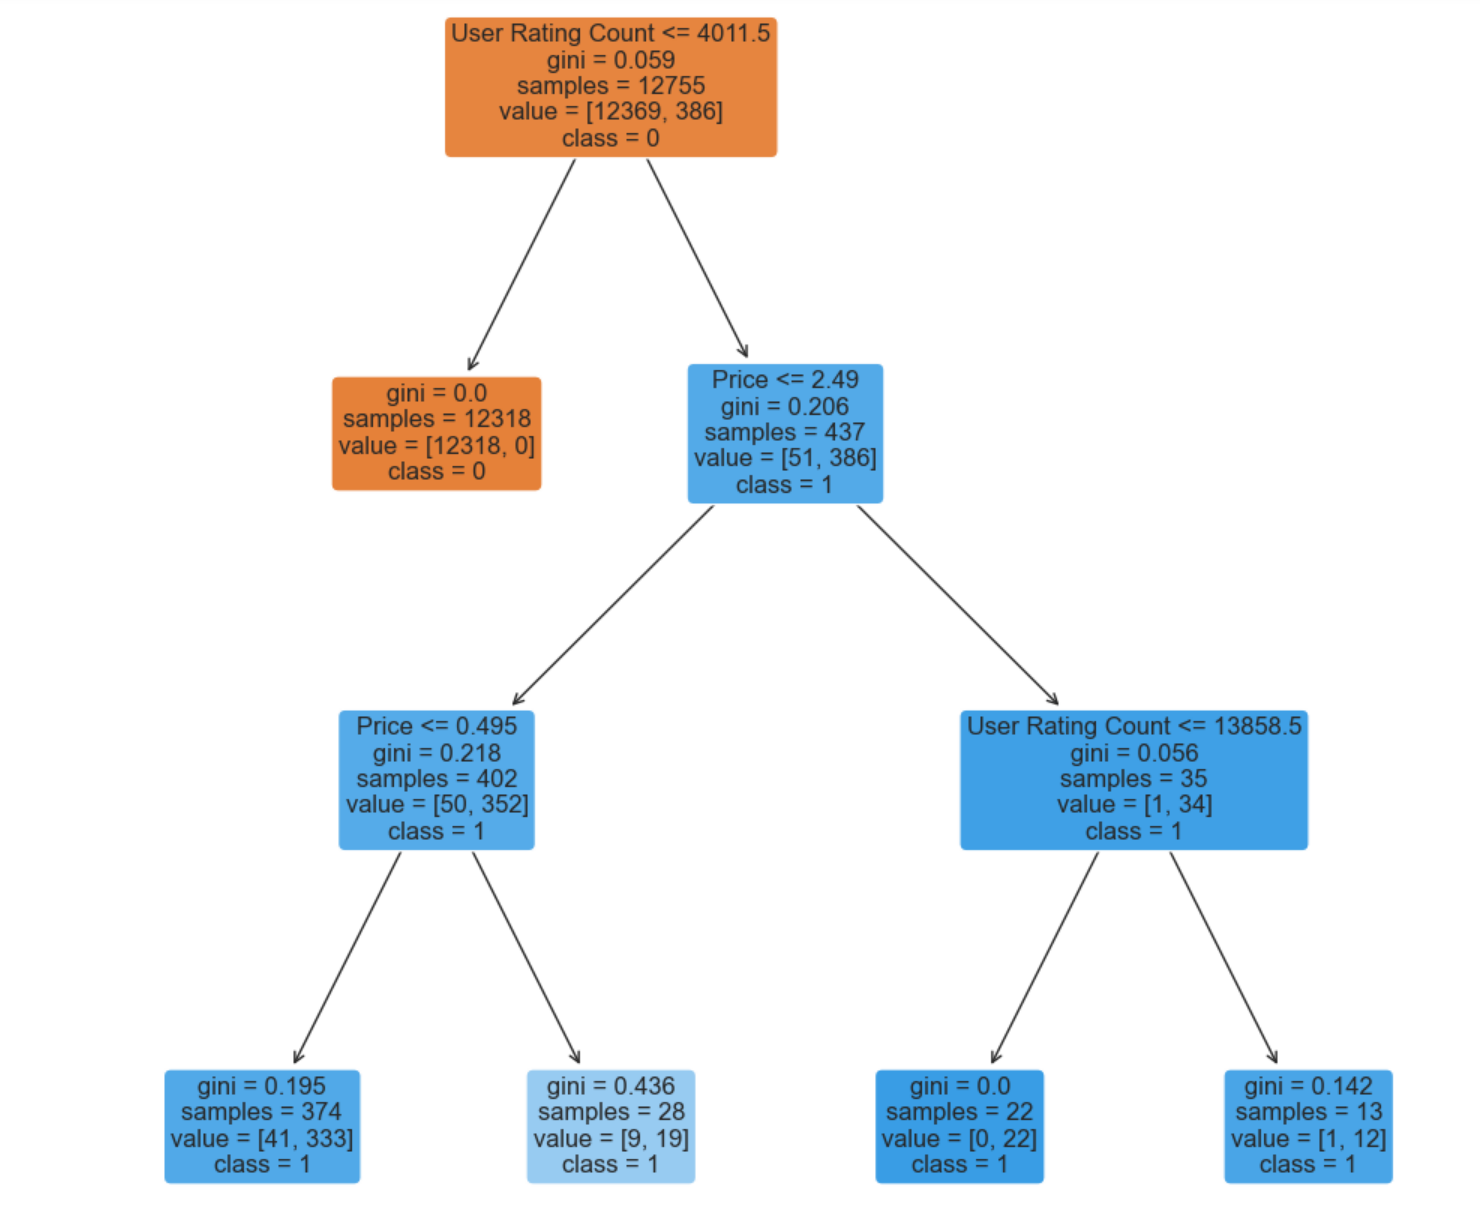 User Rating Count <= 4011.5
gini = 0.059
samples = 12755
value = [12369, 386]
class = 0
gini = 0.0
samples = 12318
value = [12318, 0]
class = 0
Price <= 2.49
gini = 0.206
samples = 437
value = [51, 386]
class = 1
Price <= 0.495
gini = 0.218
samples = 402
value = [50, 352]
class = 1
User Rating Count <= 13858.5
gini = 0.056
samples = 35
value = [1, 34]
class = 1
gini = 0.195
samples = 374
value = [41, 333]
class = 1
gini = 0.436
samples = 28
value = [9, 19]
class = 1
gini = 0.0
samples = 22
value = [0, 22]
class = 1
gini = 0.142
samples = 13
value = [1, 12]
class = 1